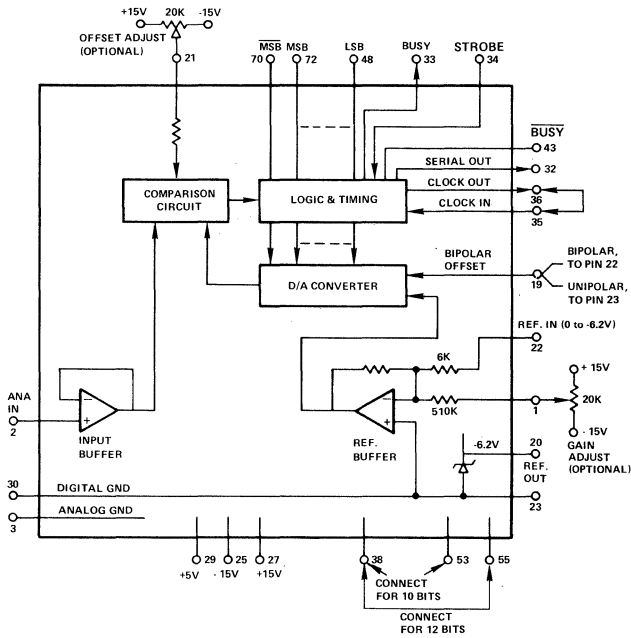 +15V 20K -15V
OFFSET ADJUST
(OPTIONAL)
21
MSB MSB LSB BUSY STROBE
70 72 48 33 34
BUSY
43
SERIAL OUT
32
COMPARISON
CIRCUIT
LOGIC & TIMING
CLOCK OUT
36
CLOCK IN
35
D/A CONVERTER
BIPOLAR
OFFSET
19
BIPOLAR,
TO PIN 22
UNIPOLAR,
TO PIN 23
REF. IN (0 to -6.2V)
22
6K
510K
1
+ 15V
20K
- 15V
GAIN
ADJUST
(OPTIONAL)
ANA
IN
2
-
+
INPUT
BUFFER
-
+
REF.
BUFFER
-6.2V
20
REF.
OUT
23
30
DIGITAL GND
ANALOG GND
3
29 25 27 38 53 55
+5V - 15V +15V
CONNECT
FOR 10 BITS
CONNECT
FOR 12 BITS